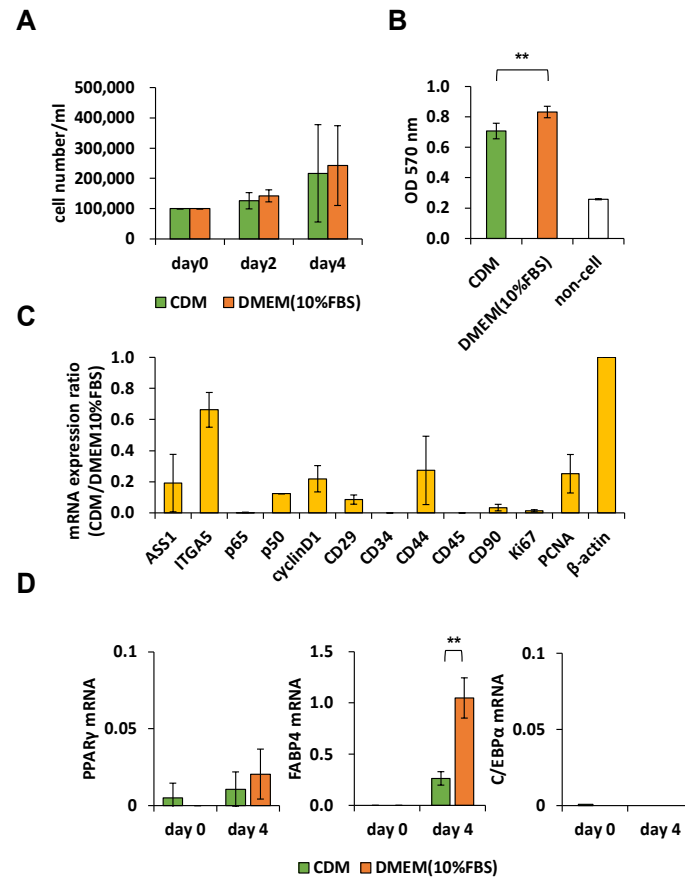 A
B
500,000
400,000
300,000
200,000
100,000
0
cell number/ml
day0 day2 day4
CDM DMEM(10%FBS)
**
1.0
0.8
0.6
0.4
0.2
0.0
OD 570 nm
CDM
DMEM(10%FBS)
non-cell
C
1.0
0.8
0.6
0.4
0.2
0.0
mRNA expression ratio
(CDM/DMEM10%FBS)
ASS1
ITGA5
p65
p50
cyclinD1
CD29
CD34
CD44
CD45
CD90
Ki67
PCNA
β-actin
D
0.1
0.05
0
PPARγ mRNA
day 0 day 4
**
1.5
1.0
0.5
0.0
FABP4 mRNA
day 0 day 4
0.1
0.05
0
C/EBPα mRNA
day 0 day 4
CDM DMEM(10%FBS)